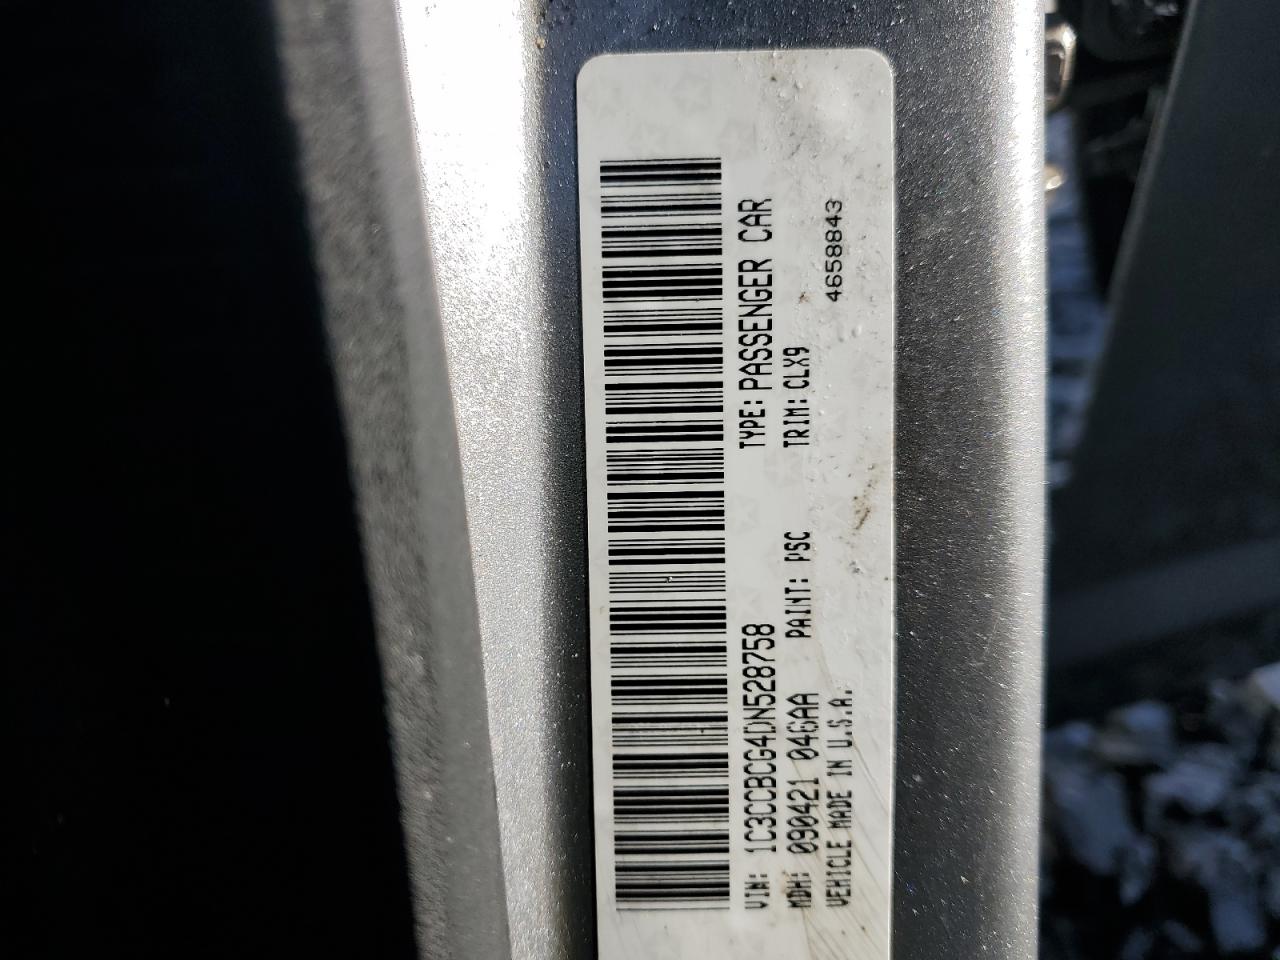 VIN: 1C3CCBCG4DN528758 TYPE: PASSENGER CAR
MDH: 090421 046AA PAINT: PSC TRIM: CLX9
VEHICLE MADE IN U.S.A. 4658843